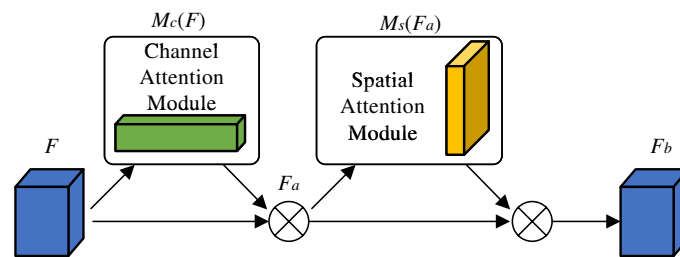 Mc(F)
Ms(Fa)
Channel
Attention
Module
Spatial
Attention
Module
F
Fa
Fb